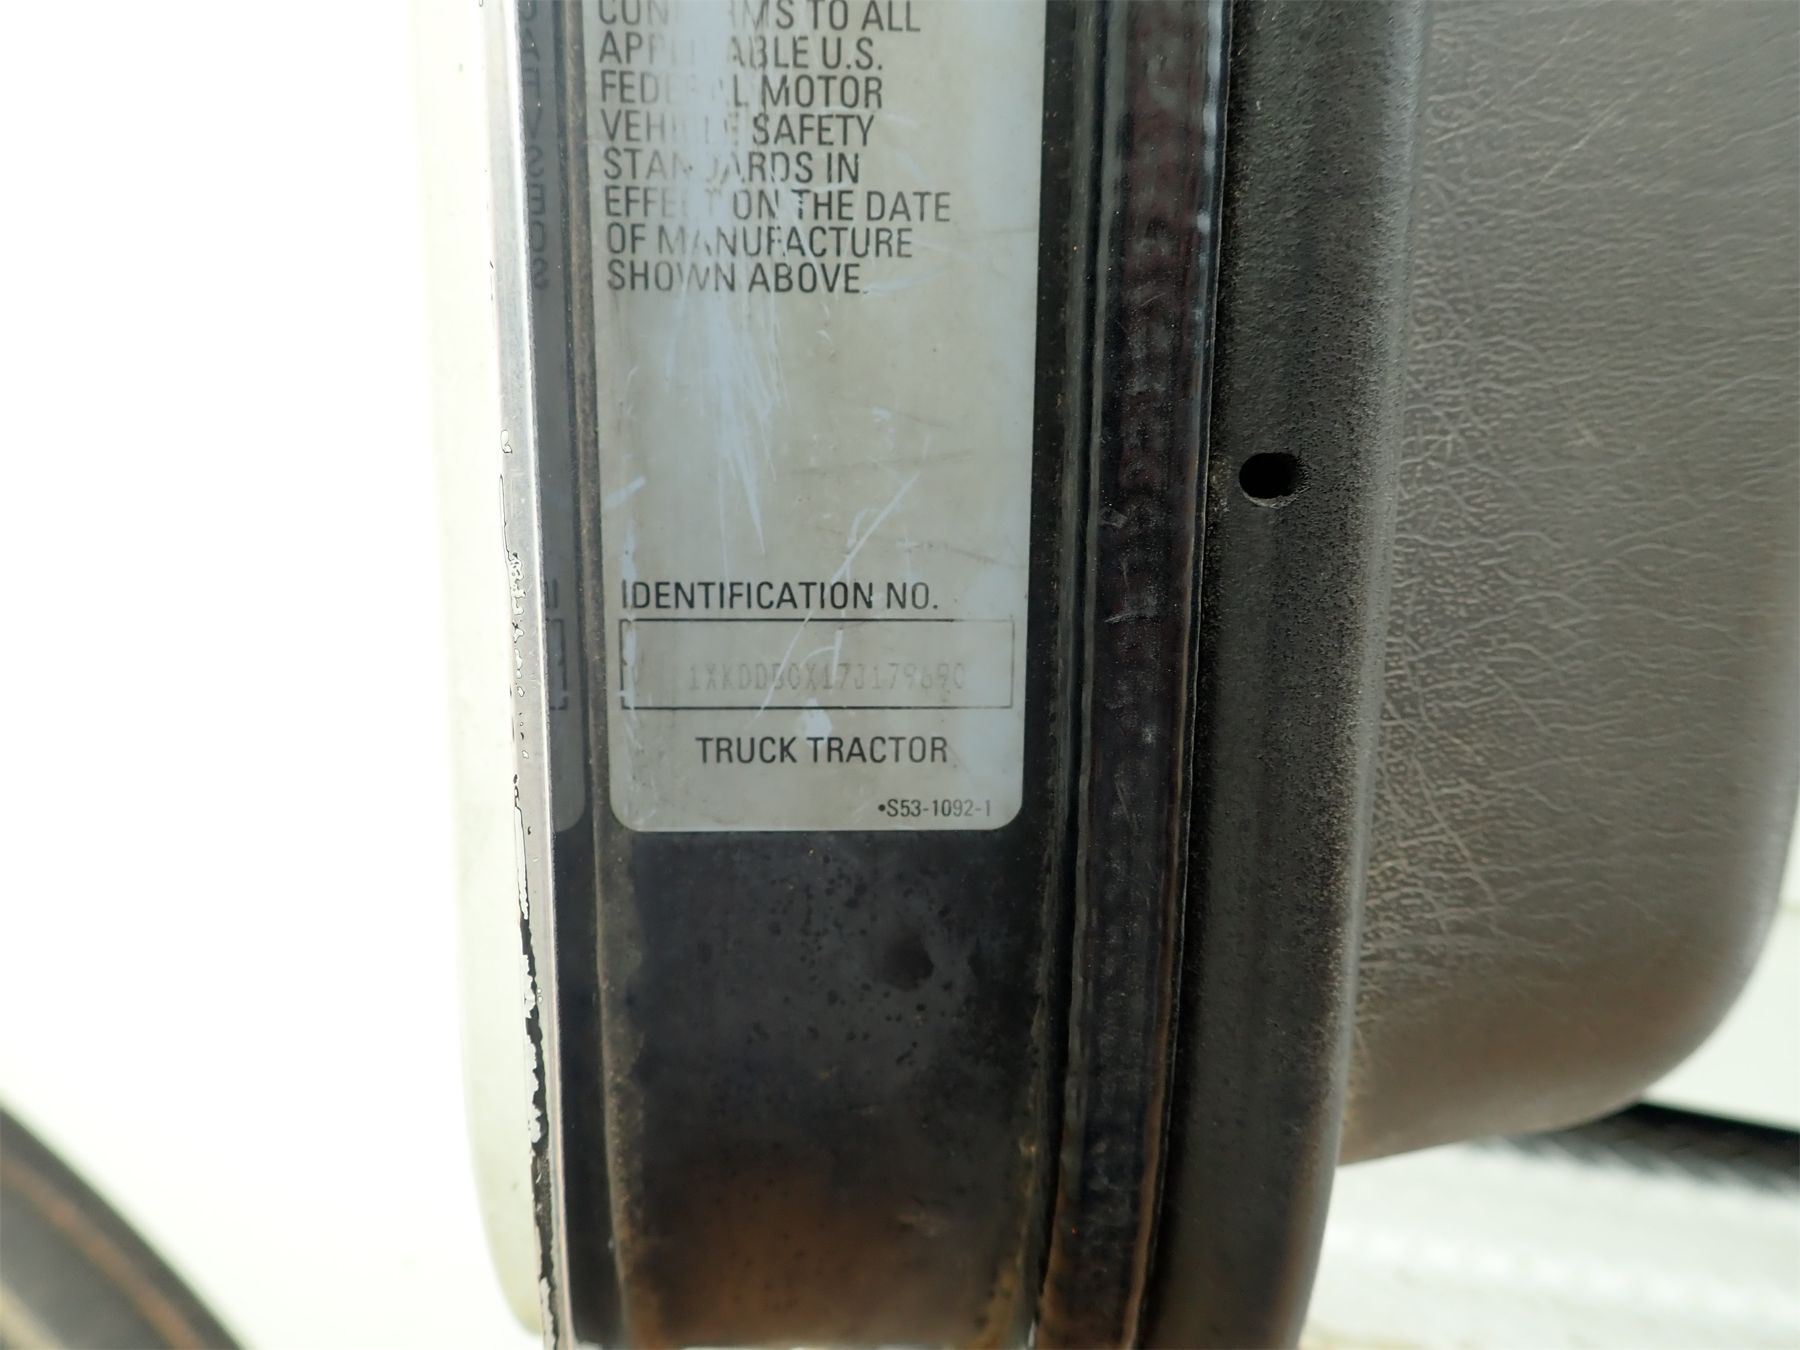 CONFORMS TO ALL
APPLICABLE U.S.
FEDERAL MOTOR
VEHICLE SAFETY
STANDARDS IN
EFFECT ON THE DATE
OF MANUFACTURE
SHOWN ABOVE.
IDENTIFICATION NO.
1XKDDB0X17J179690
TRUCK TRACTOR
•S53-1092-1